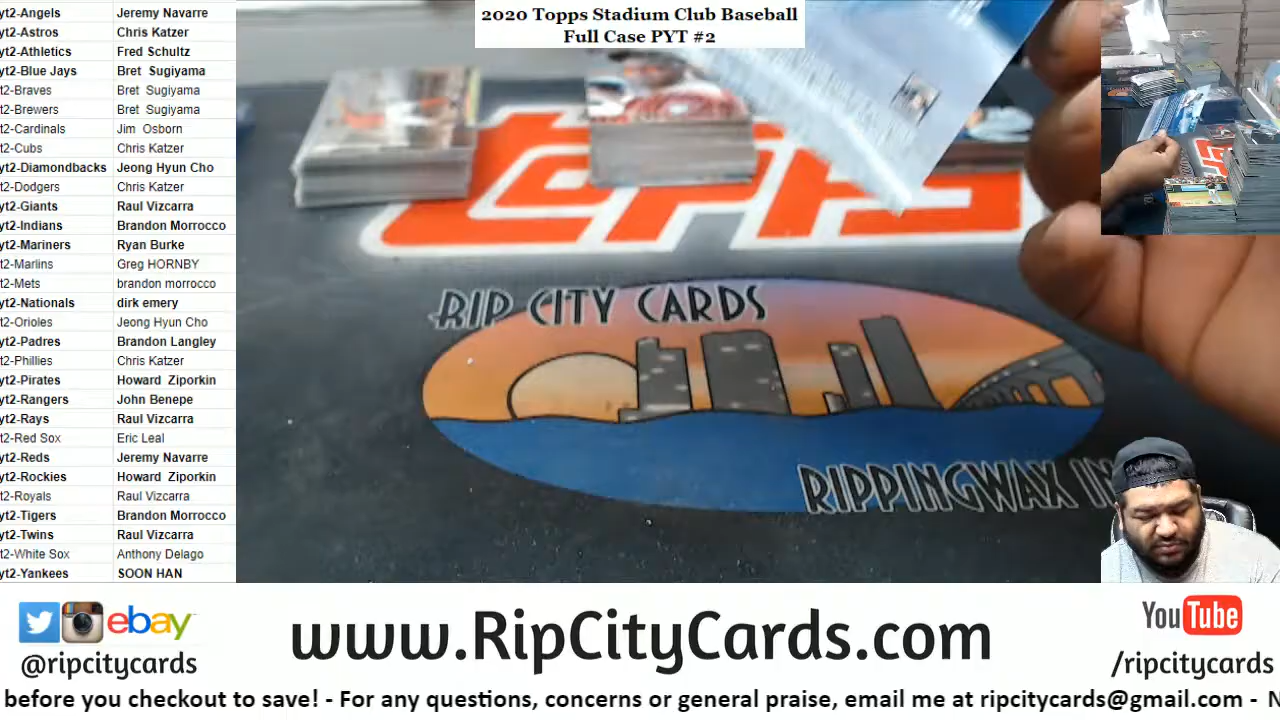 2020 Topps Stadium Club Baseball
Full Case PYT #2
yt2-Angels Jeremy Navarre
yt2-Astros Chris Katzer
yt2-Athletics Fred Schultz
yt2-Blue Jays Bret Sugiyama
t2-Braves Bret Sugiyama
t2-Brewers Bret Sugiyama
t2-Cardinals Jim Osborn
t2-Cubs Chris Katzer
yt2-Diamondbacks Jeong Hyun Cho
t2-Dodgers Chris Katzer
yt2-Giants Raul Vizcarra
yt2-Indians Brandon Morrocco
yt2-Mariners Ryan Burke
t2-Marlins Greg HORNBY
t2-Mets brandon morrocco
yt2-Nationals dirk emery
t2-Orioles Jeong Hyun Cho
yt2-Padres Brandon Langley
t2-Phillies Chris Katzer
yt2-Pirates Howard Ziporkin
yt2-Rangers John Benepe
yt2-Rays Raul Vizcarra
t2-Red Sox Eric Leal
yt2-Reds Jeremy Navarre
yt2-Rockies Howard Ziporkin
t2-Royals Raul Vizcarra
yt2-Tigers Brandon Morrocco
yt2-Twins Raul Vizcarra
t2-White Sox Anthony Delago
yt2-Yankees SOON HAN
RIP CITY CARDS
RIPPINGWAX IN
ebay
@ripcitycards
www.RipCityCards.com
YouTube
/ripcitycards
before you checkout to save! - For any questions, concerns or general praise, email me at ripcitycards@gmail.com - N